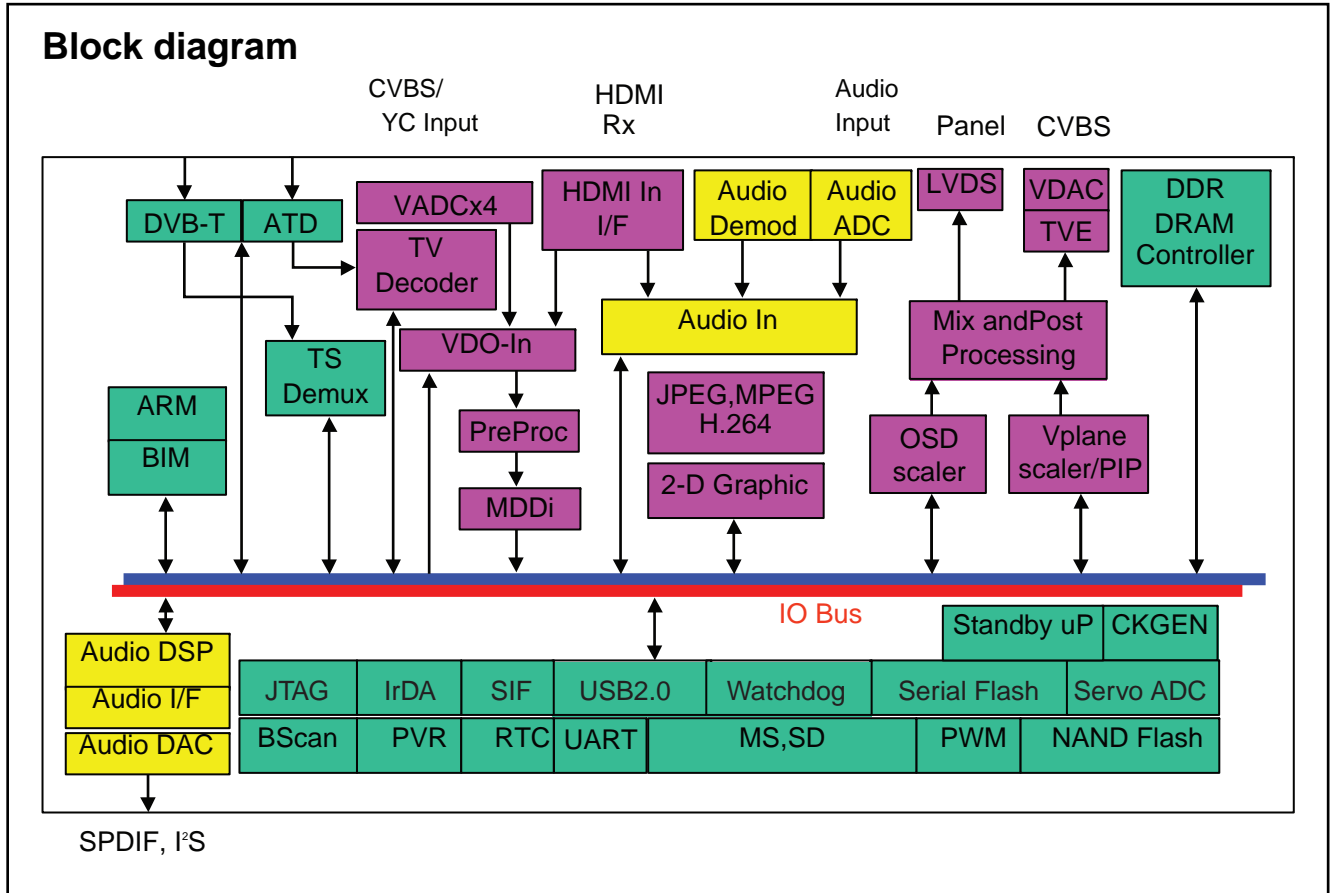 Block diagram
CVBS/
YC Input
HDMI
Rx
Audio
Input
Panel
CVBS
DVB-T
ATD
VADCx4
TV
Decoder
HDMI In
I/F
Audio
Demod
Audio
ADC
LVDS
VDAC
TVE
DDR
DRAM
Controller
Audio In
Mix andPost
Processing
VDO-In
TS
Demux
ARM
BIM
PreProc
MDDi
JPEG,MPEG
H.264
2-D Graphic
OSD
scaler
Vplane
scaler/PIP
IO Bus
Standby uP
CKGEN
Audio DSP
Audio I/F
Audio DAC
JTAG
IrDA
SIF
USB2.0
Watchdog
Serial Flash
Servo ADC
BScan
PVR
RTC
UART
MS,SD
PWM
NAND Flash
SPDIF, I²S